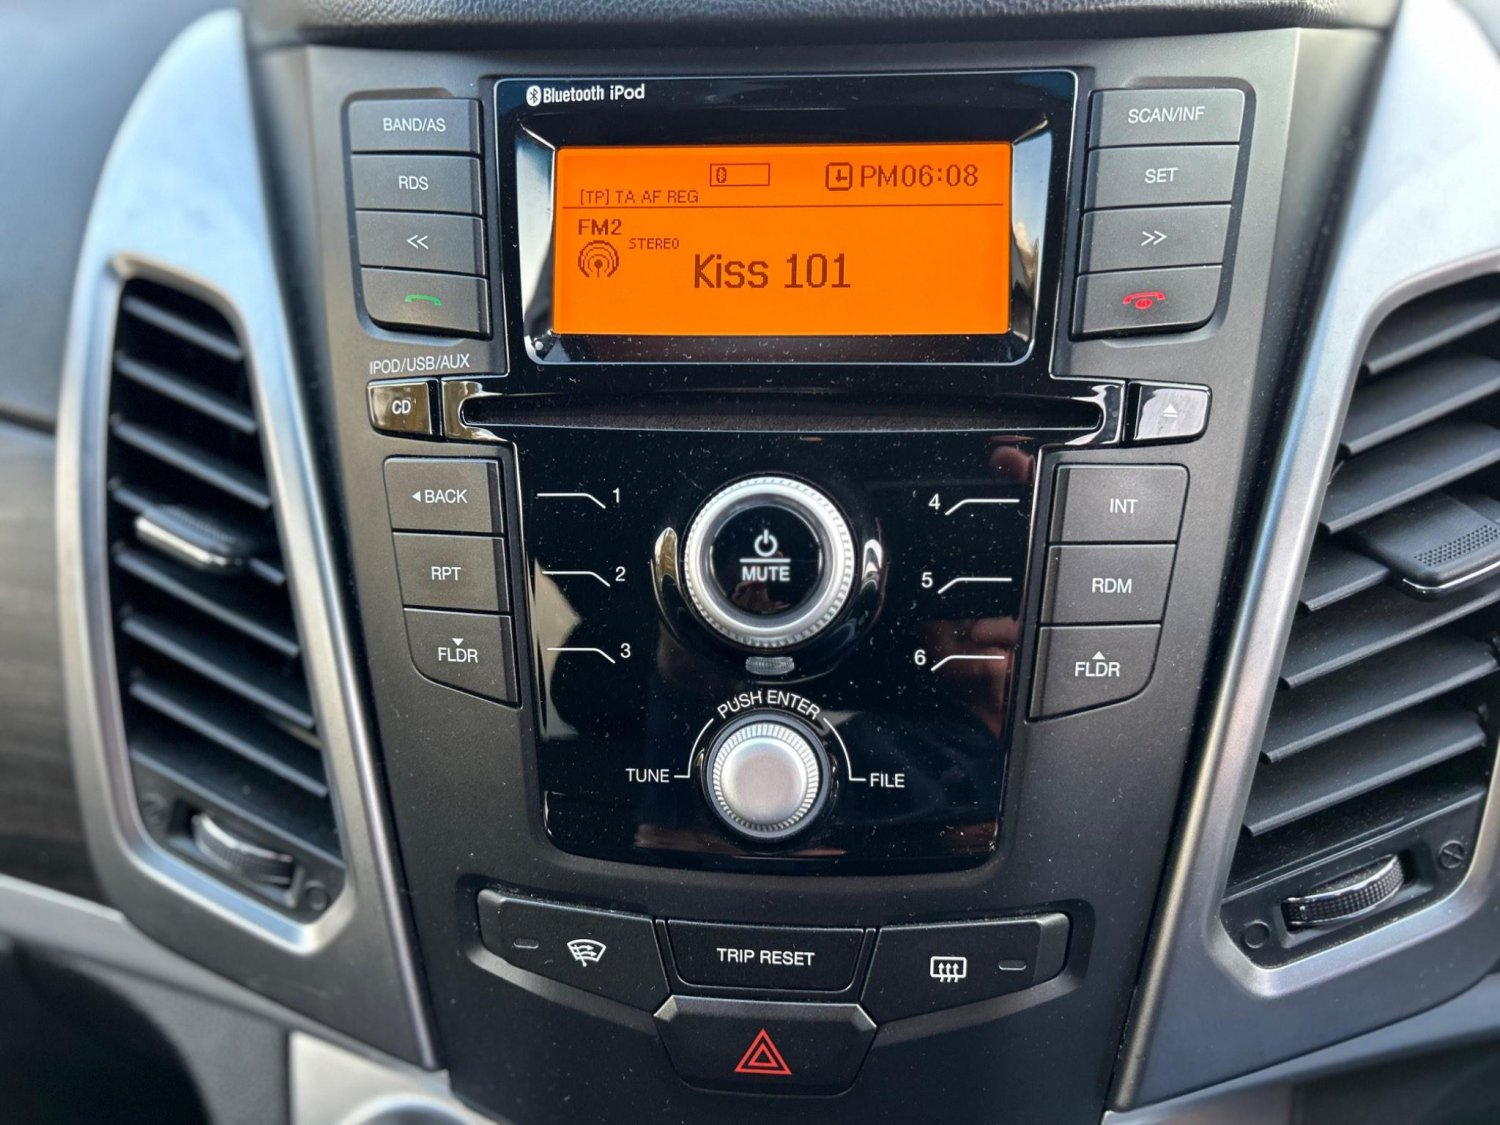 Bluetooth iPod
BAND/AS
SCAN/INF
PM06:08
[TP] TA AF REG
RDS
SET
FM2
STEREO
Kiss 101
<<
>>
IPOD/USB/AUX
CD
BACK
1
4
INT
MUTE
RPT
2
5
RDM
FLDR
3
6
FLDR
PUSH ENTER
TUNE
FILE
TRIP RESET